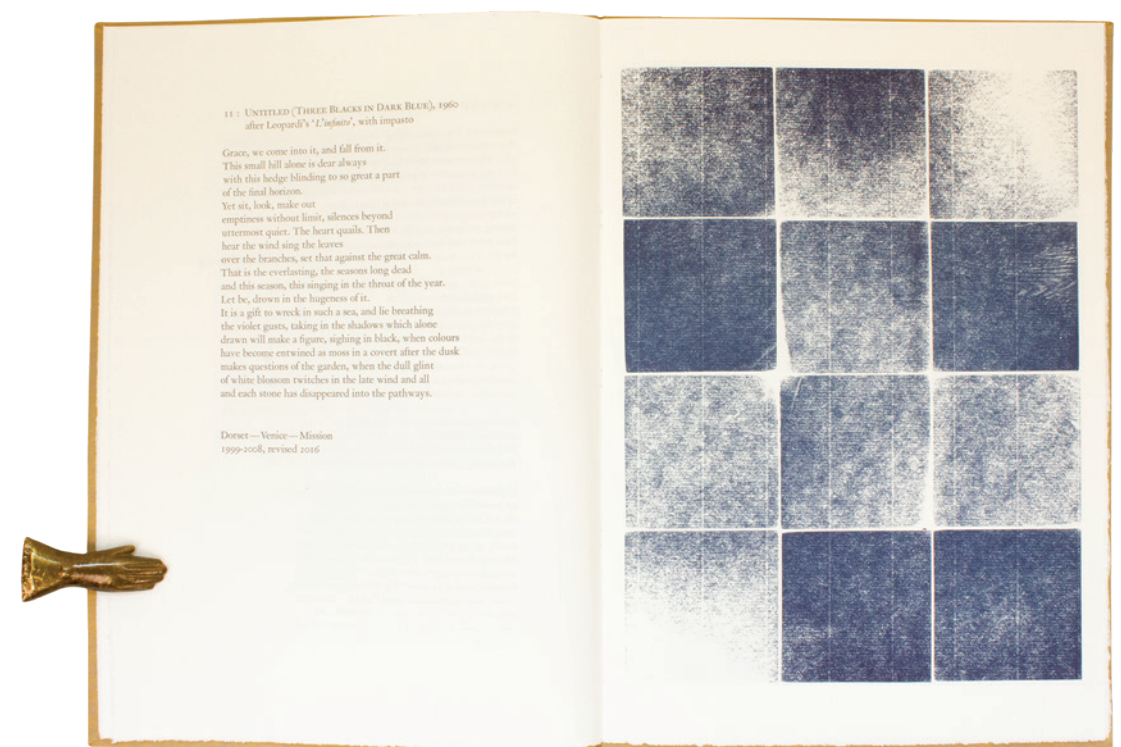 11 : Untitled (Three Blacks in Dark Blue), 1960
after Leopardi's ‘L'infinito’, with impasto
Grace, we come into it, and fall from it.
This small hill alone is dear always
with this hedge blinding to so great a part
of the final horizon.
Yet sit, look, make out
emptiness without limit, silences beyond
uttermost quiet. The heart quails. Then
hear the wind sing the leaves
over the branches, set that against the great calm.
That is the everlasting, the seasons long dead
and this season, this singing in the throat of the year.
Let be, drown in the hugeness of it.
It is a gift to wreck in such a sea, and lie breathing
the violet gusts, taking in the shadows which alone
drawn will make a figure, sighing in black, when colours
have become entwined as moss in a covert after the dusk
makes questions of the garden, when the dull glint
of white blossom twitches in the late wind and all
and each stone has disappeared into the pathways.
Dorset—Venice—Mission
1999-2008, revised 2016